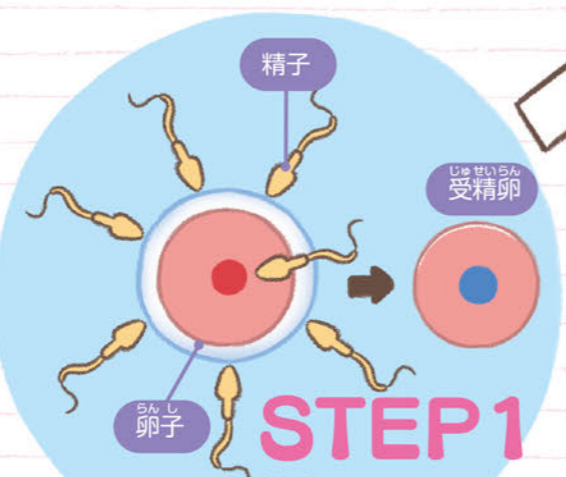 精子
じゅせいらん
受精卵
らんし
卵子
STEP1